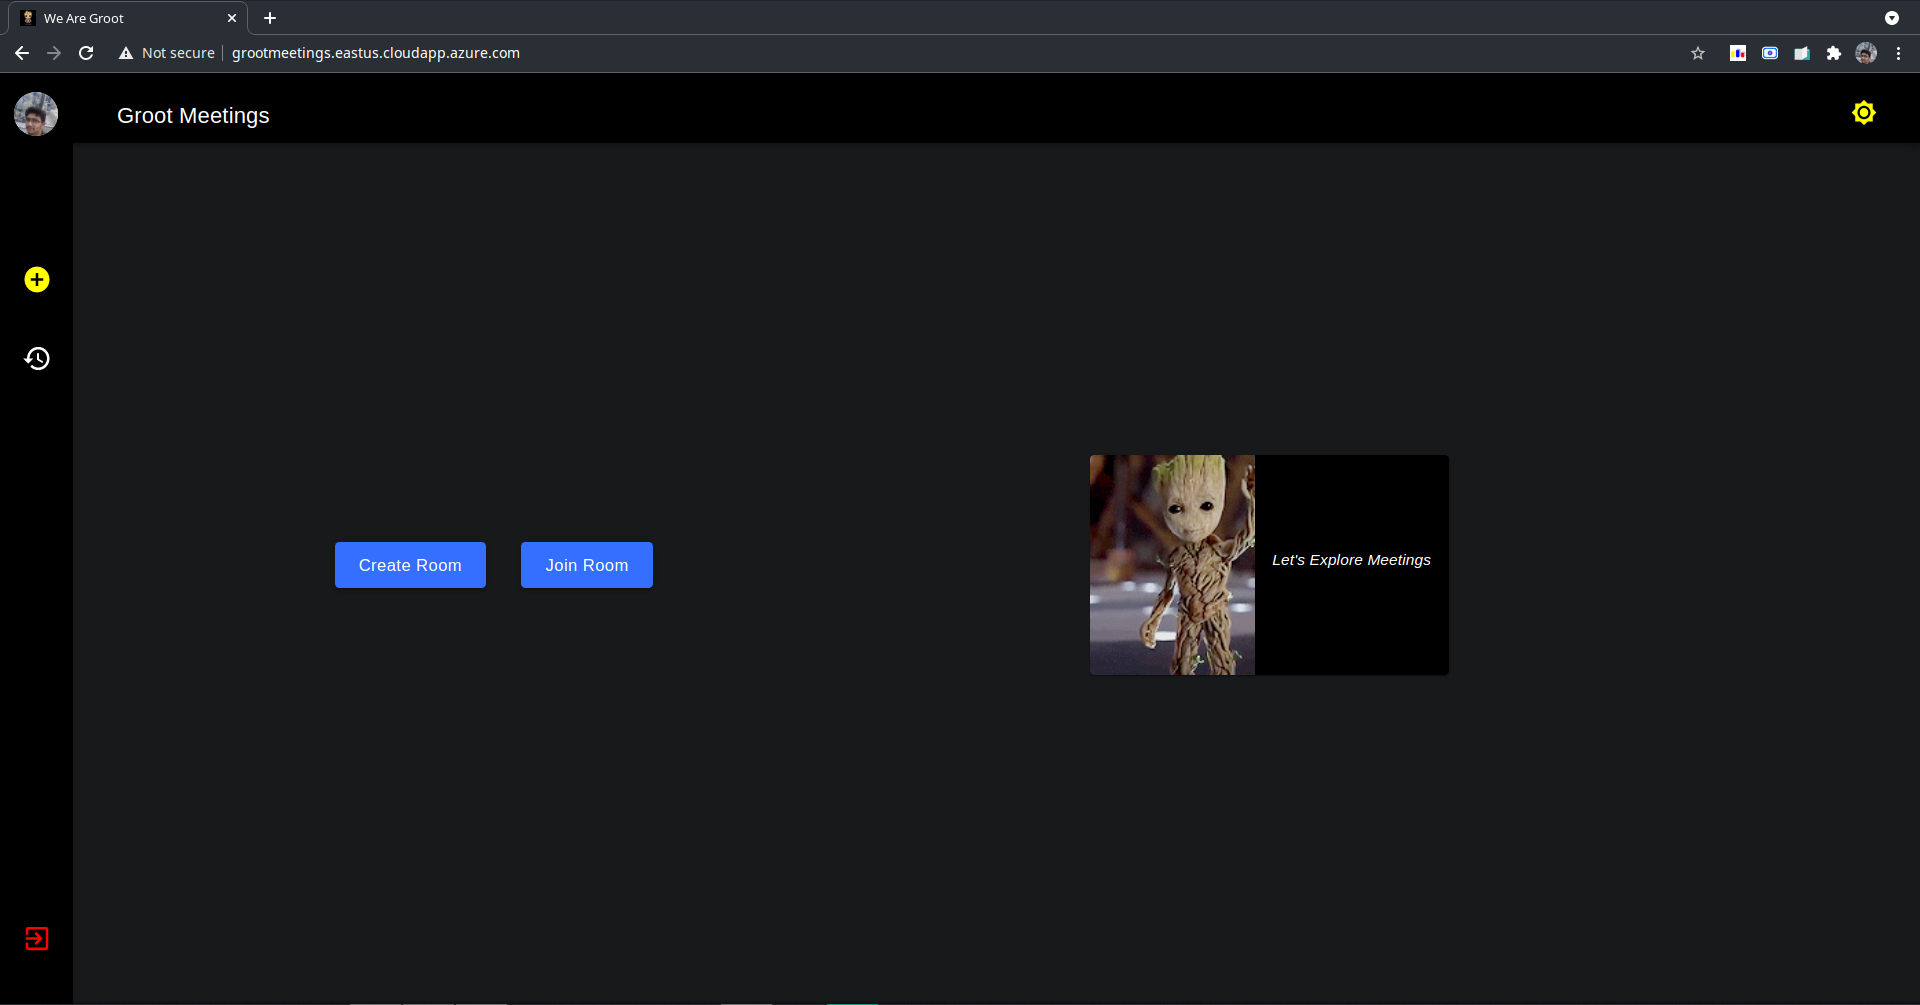 We Are Groot
Not secure
grootmeetings.eastus.cloudapp.azure.com
Groot Meetings
Create Room
Join Room
Let's Explore Meetings